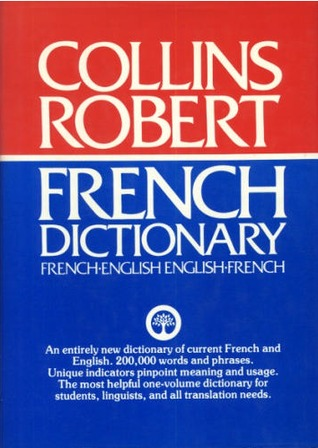 COLLINS
ROBERT
FRENCH
DICTIONARY
FRENCH·ENGLISH ENGLISH·FRENCH
An entirely new dictionary of current French and
English. 200,000 words and phrases.
Unique indicators pinpoint meaning and usage.
The most helpful one-volume dictionary for
students, linguists, and all translation needs.